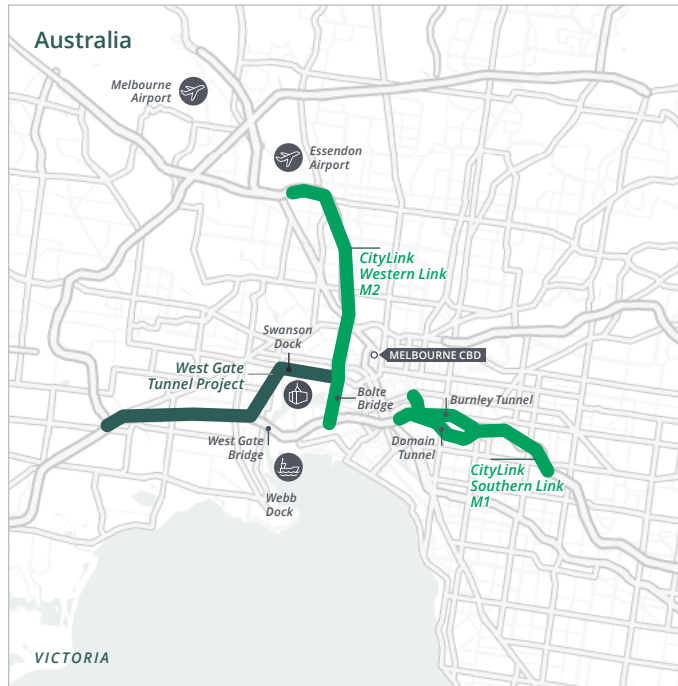 Australia
Melbourne
Airport
Essendon
Airport
CityLink
Western Link
M2
Swanson
Dock
MELBOURNE CBD
West Gate
Tunnel Project
Bolte
Bridge
Burnley Tunnel
West Gate
Bridge
Domain
Tunnel
CityLink
Southern Link
M1
Webb
Dock
VICTORIA